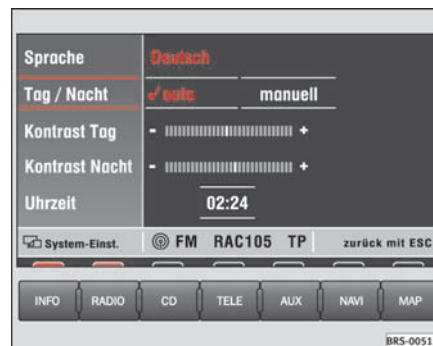 Sprache Deutsch
Tag / Nacht ✓auto manuell
Kontrast Tag - +
Kontrast Nacht - +
Uhrzeit 02:24
System-Einst. FM RAC105 TP zurück mit ESC
INFO RADIO CD TELE AUX NAVI MAP
BRS-0051